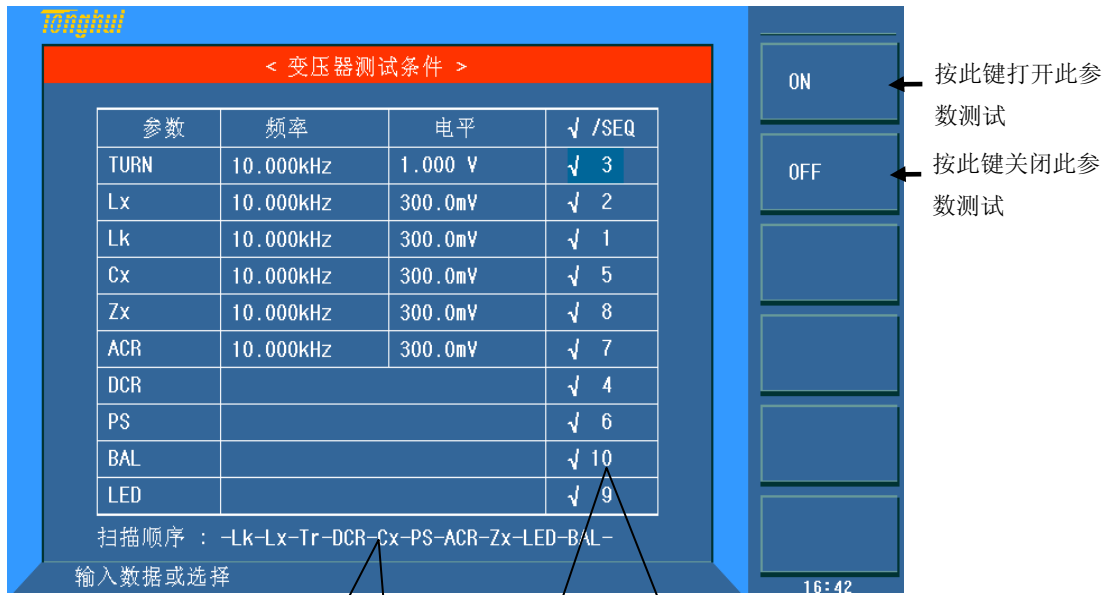 Tonghui
< 变压器测试条件 >
参数 频率 电平 √ /SEQ
TURN 10.000kHz 1.000 V √ 3
Lx 10.000kHz 300.0mV √ 2
Lk 10.000kHz 300.0mV √ 1
Cx 10.000kHz 300.0mV √ 5
Zx 10.000kHz 300.0mV √ 8
ACR 10.000kHz 300.0mV √ 7
DCR √ 4
PS √ 6
BAL √ 10
LED √ 9
扫描顺序 : -Lk-Lx-Tr-DCR-Cx-PS-ACR-Zx-LED-BAL-
输入数据或选择
ON
OFF
16:42
按此键打开此参
数测试
按此键关闭此参
数测试